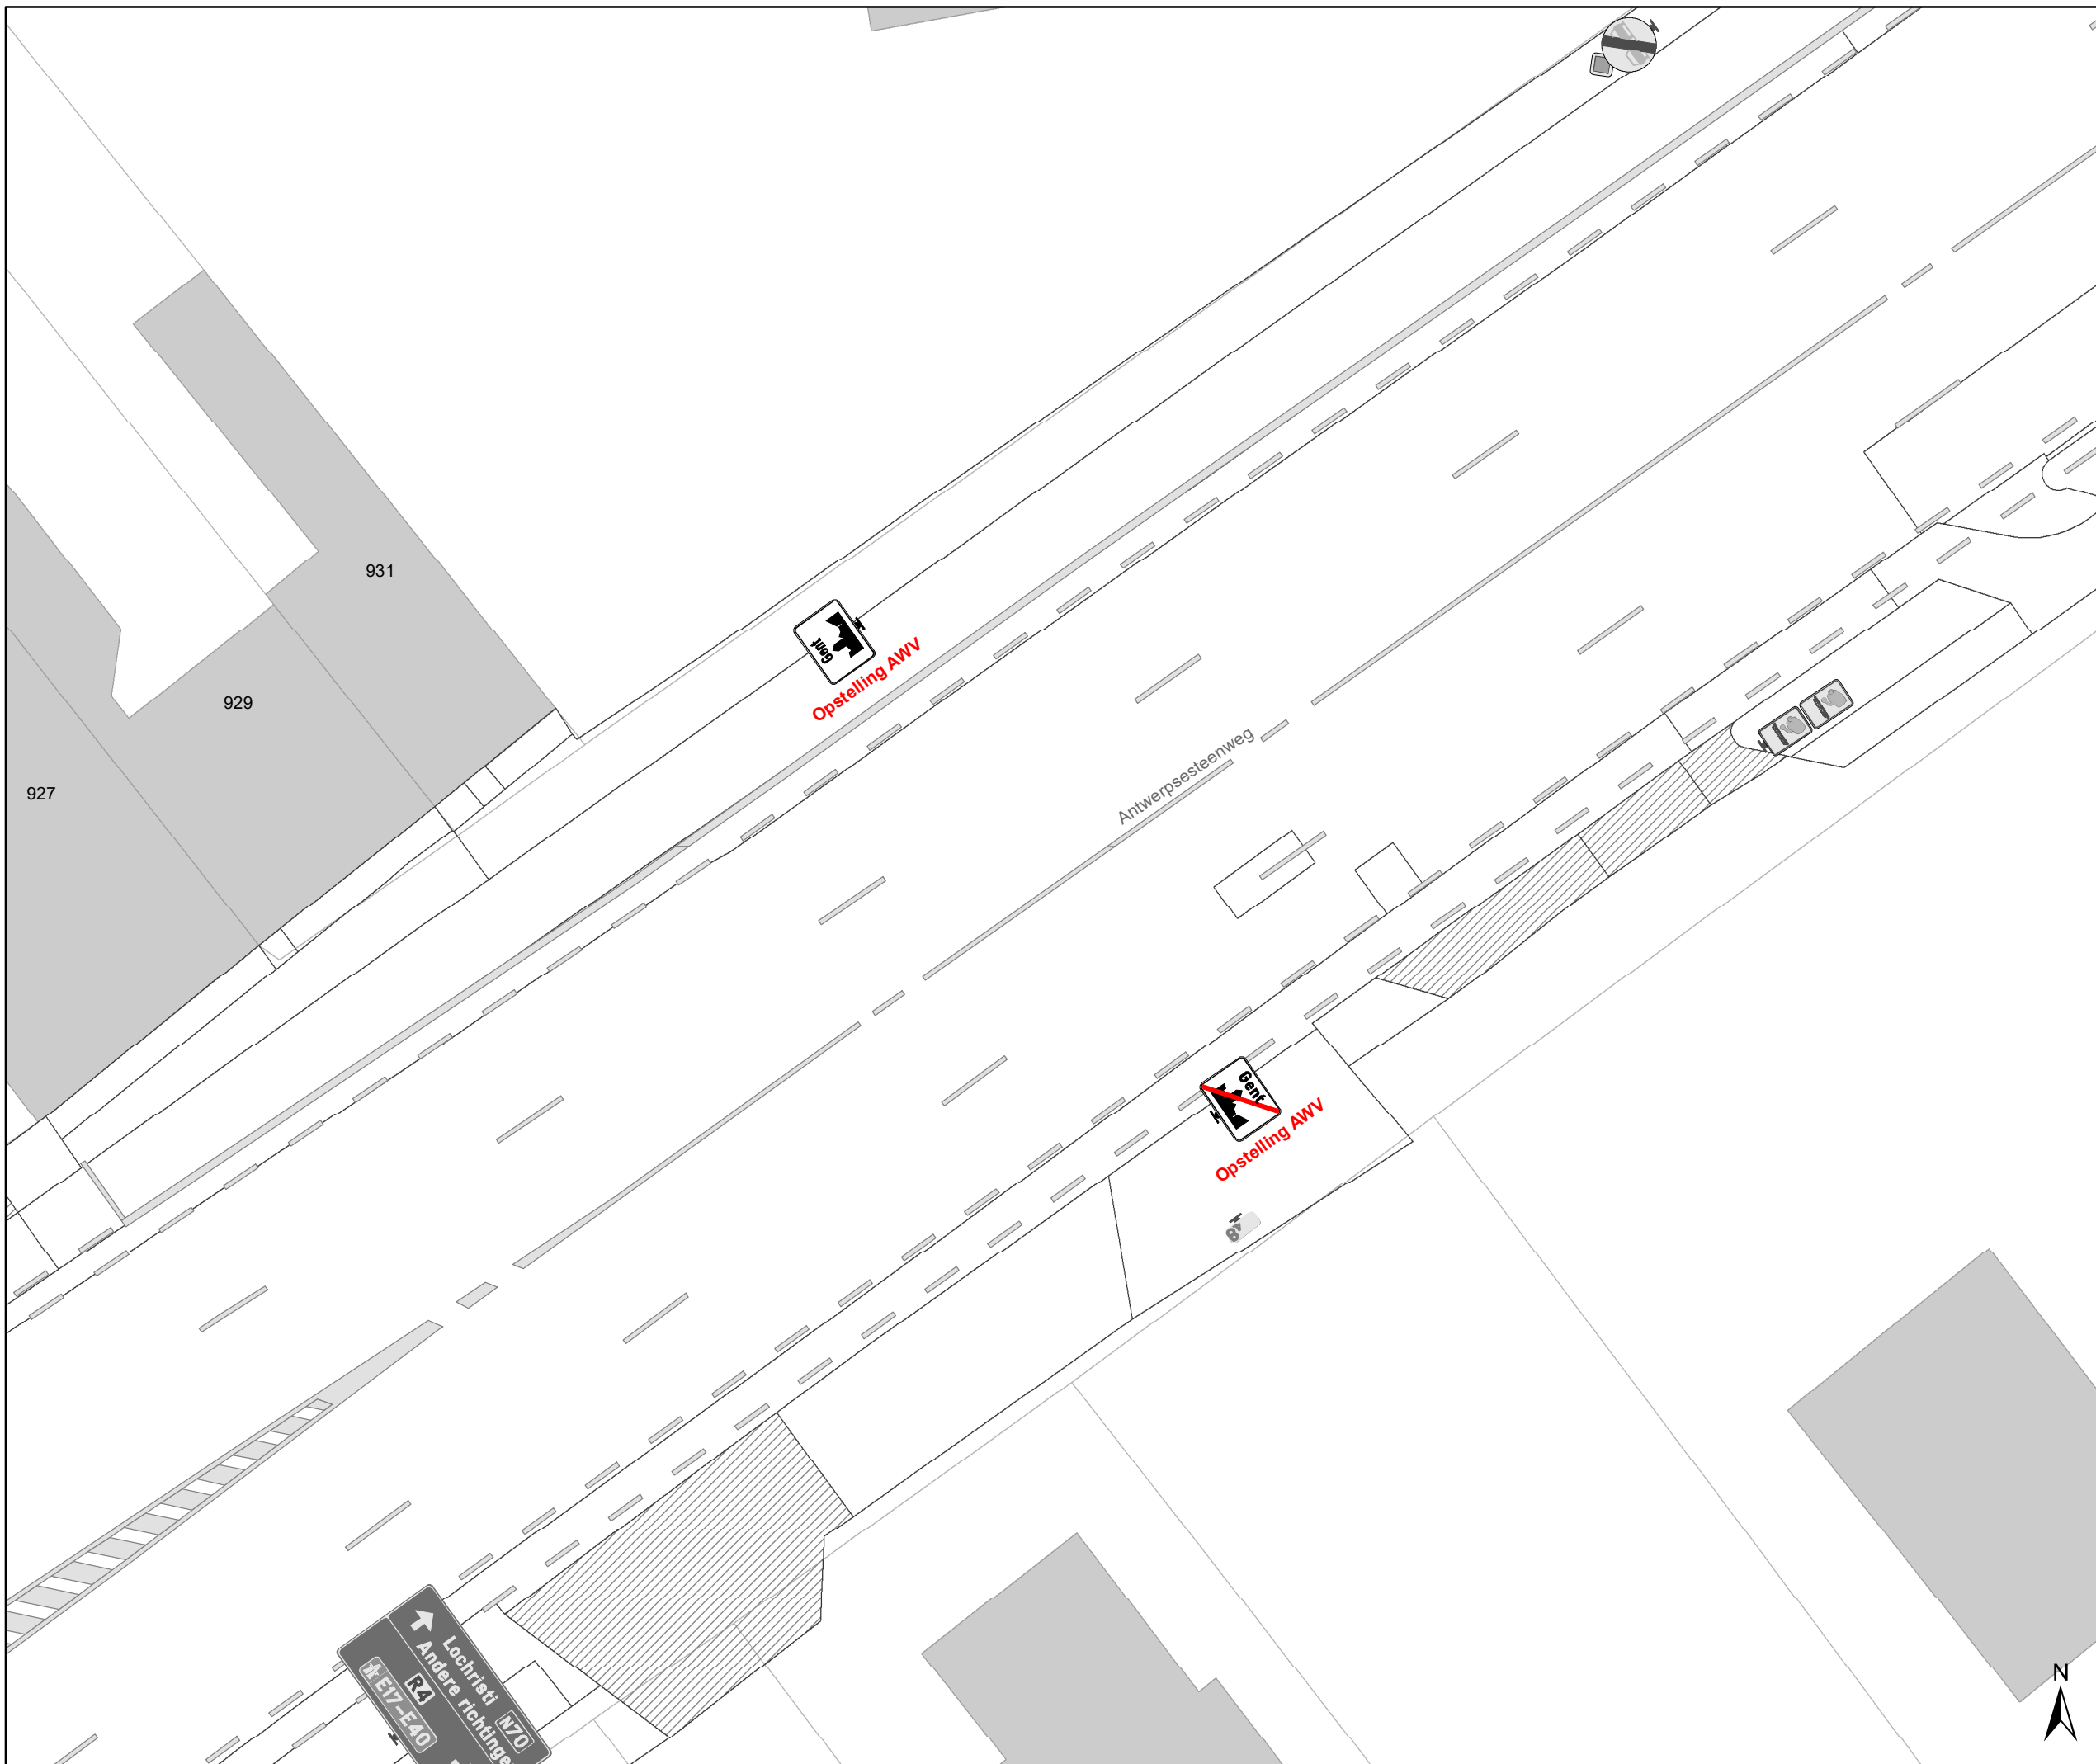 931
Gent
Opstelling AWV
929
Antwerpsesteenweg
927
Gent
Opstelling AWV
Lochristi
Andere richtinge
N70
R4
E17-E40
N